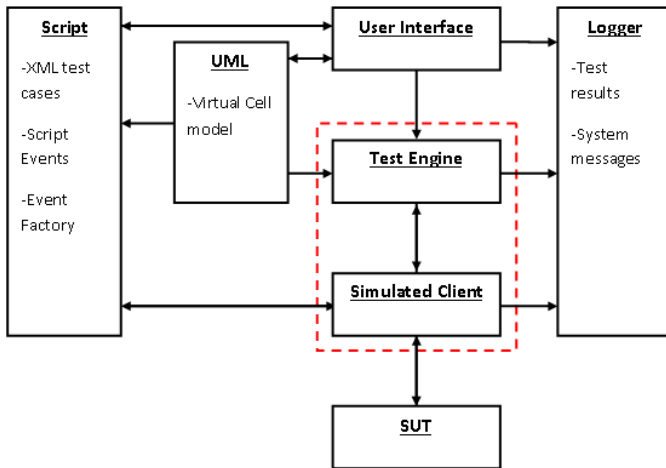 Script
-XML test
cases
-Script
Events
-Event
Factory
UML
-Virtual Cell
model
User Interface
Test Engine
Simulated Client
SUT
Logger
-Test
results
-System
messages